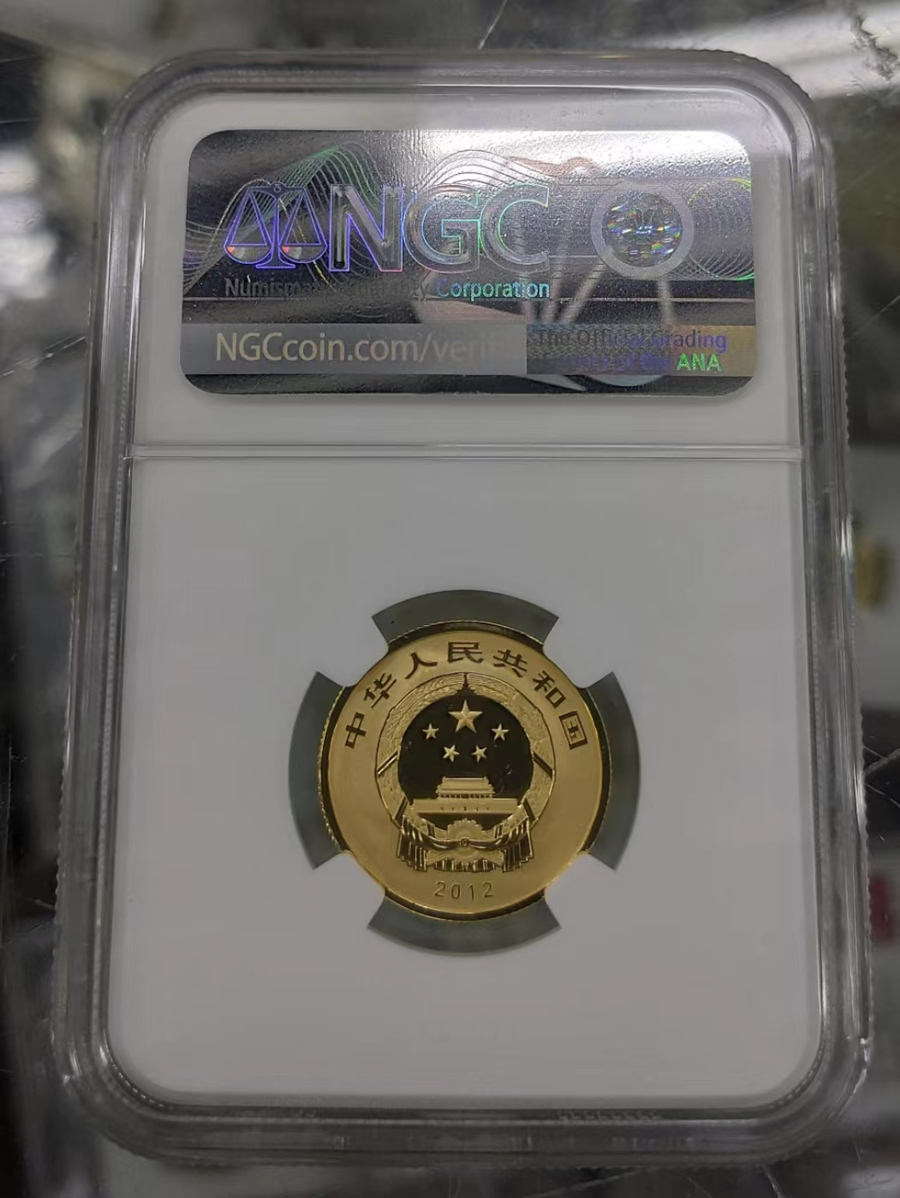 NGC
Corporation
NGCcoin.com/veri
The Official Grading
ANA
中华人民共和国
2012